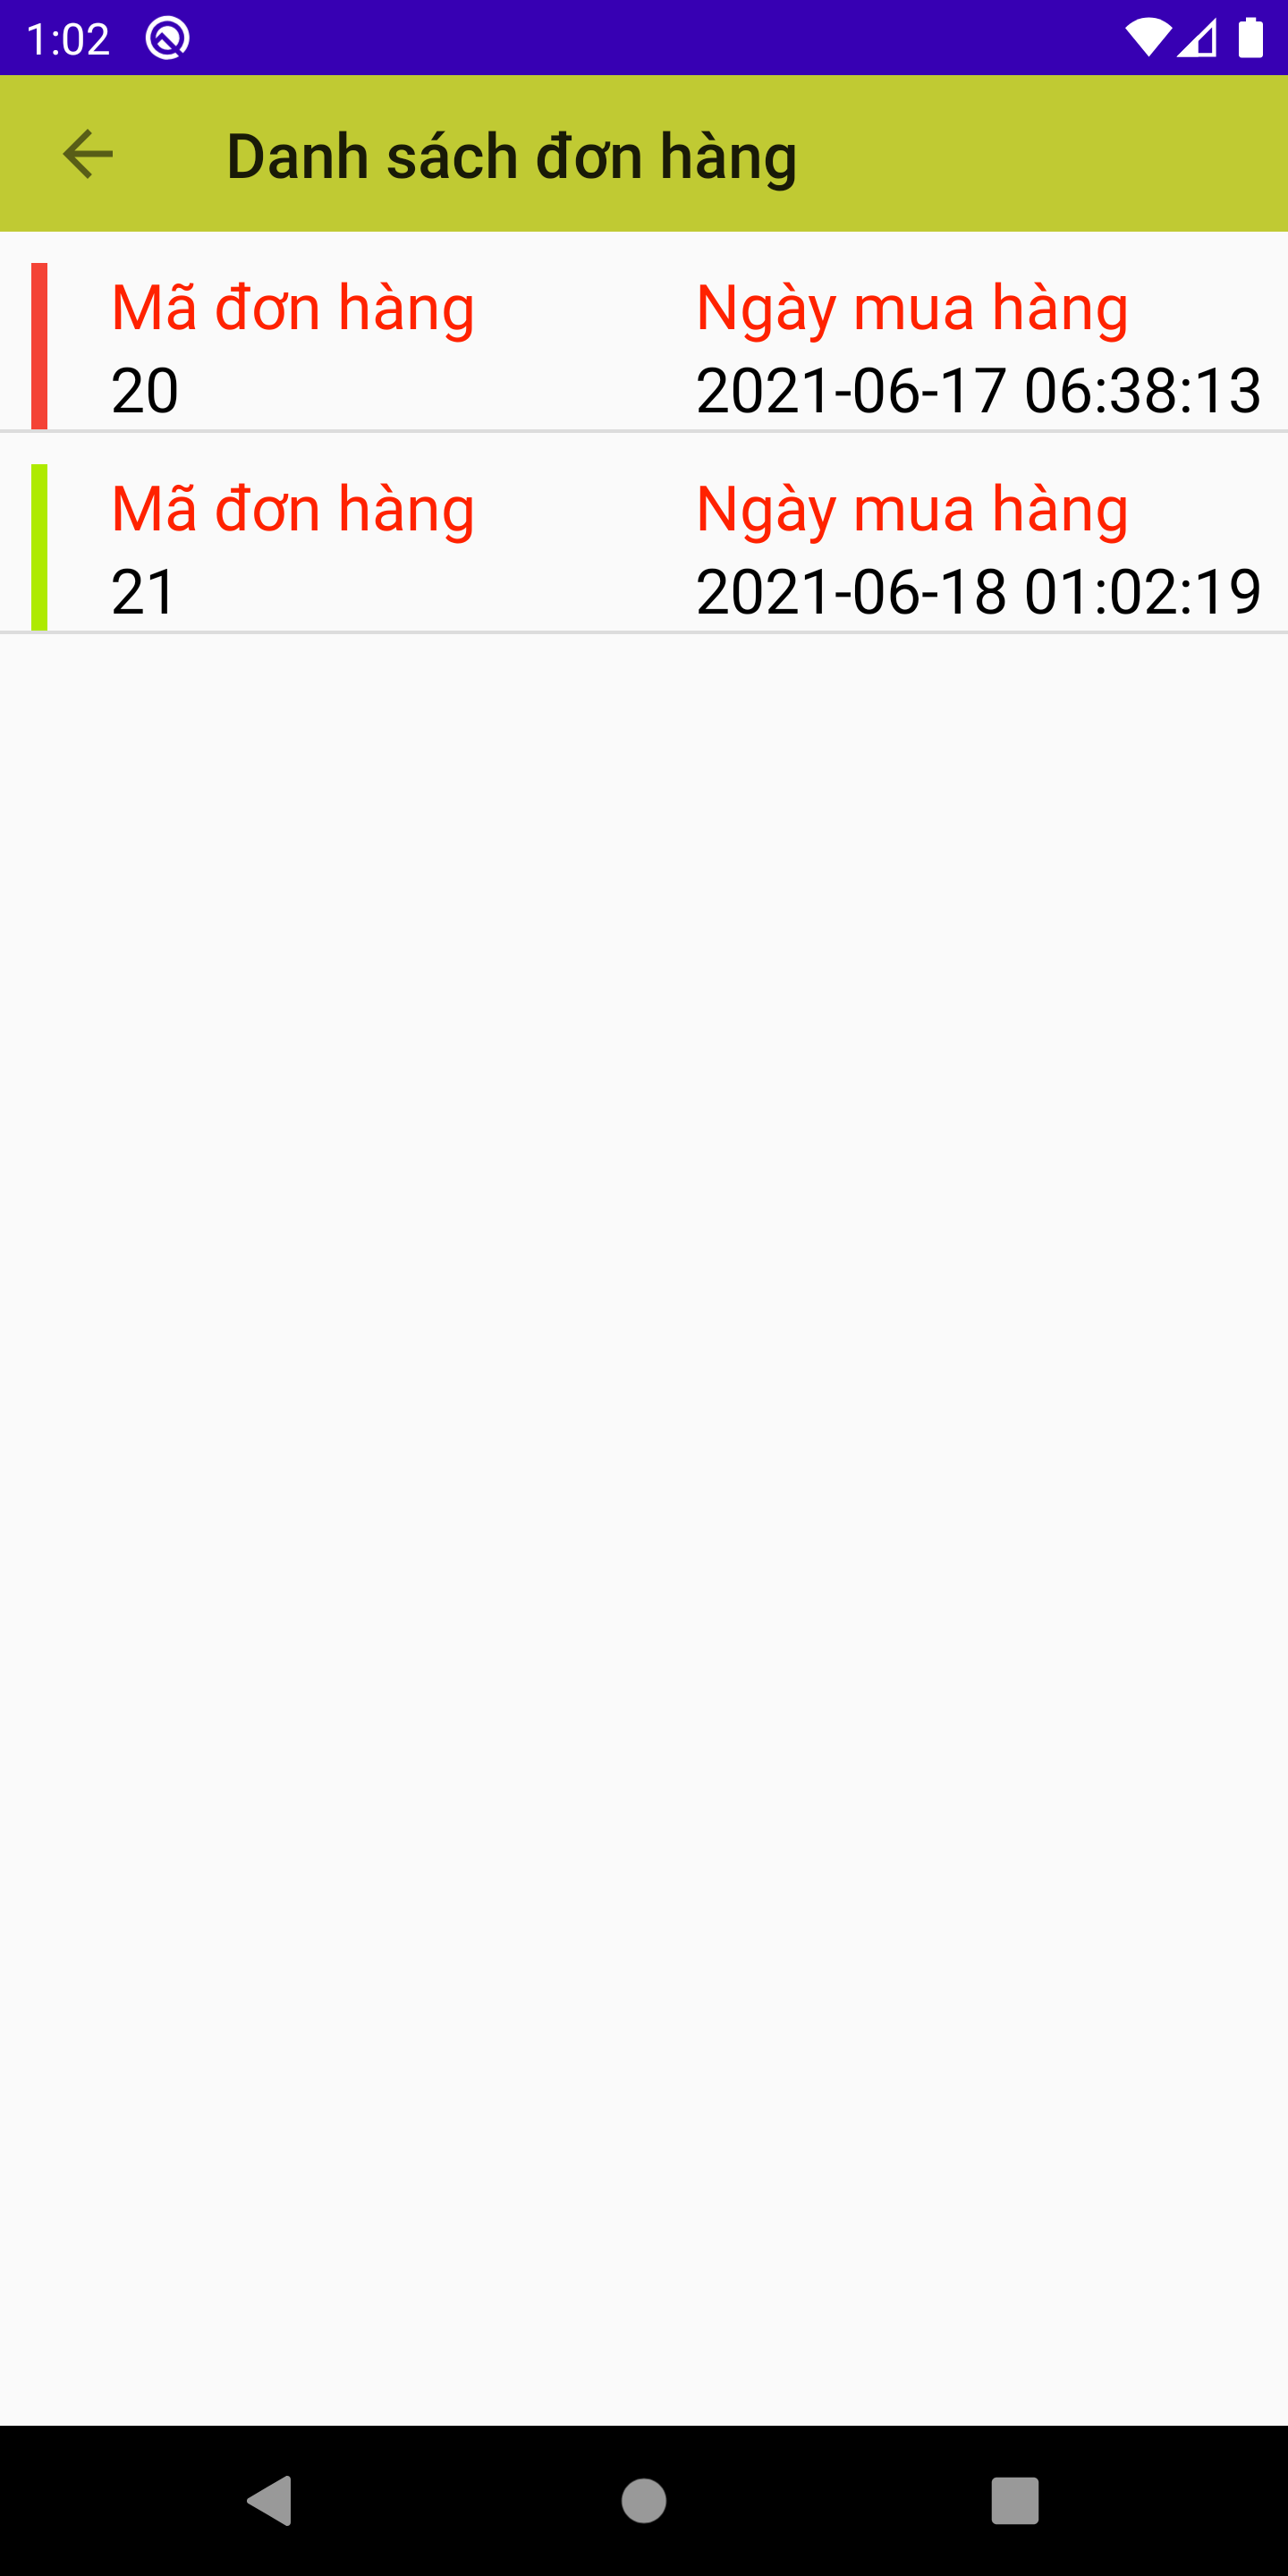 1:02
Danh sách đơn hàng
Mã đơn hàng Ngày mua hàng
20 2021-06-17 06:38:13
Mã đơn hàng Ngày mua hàng
21 2021-06-18 01:02:19